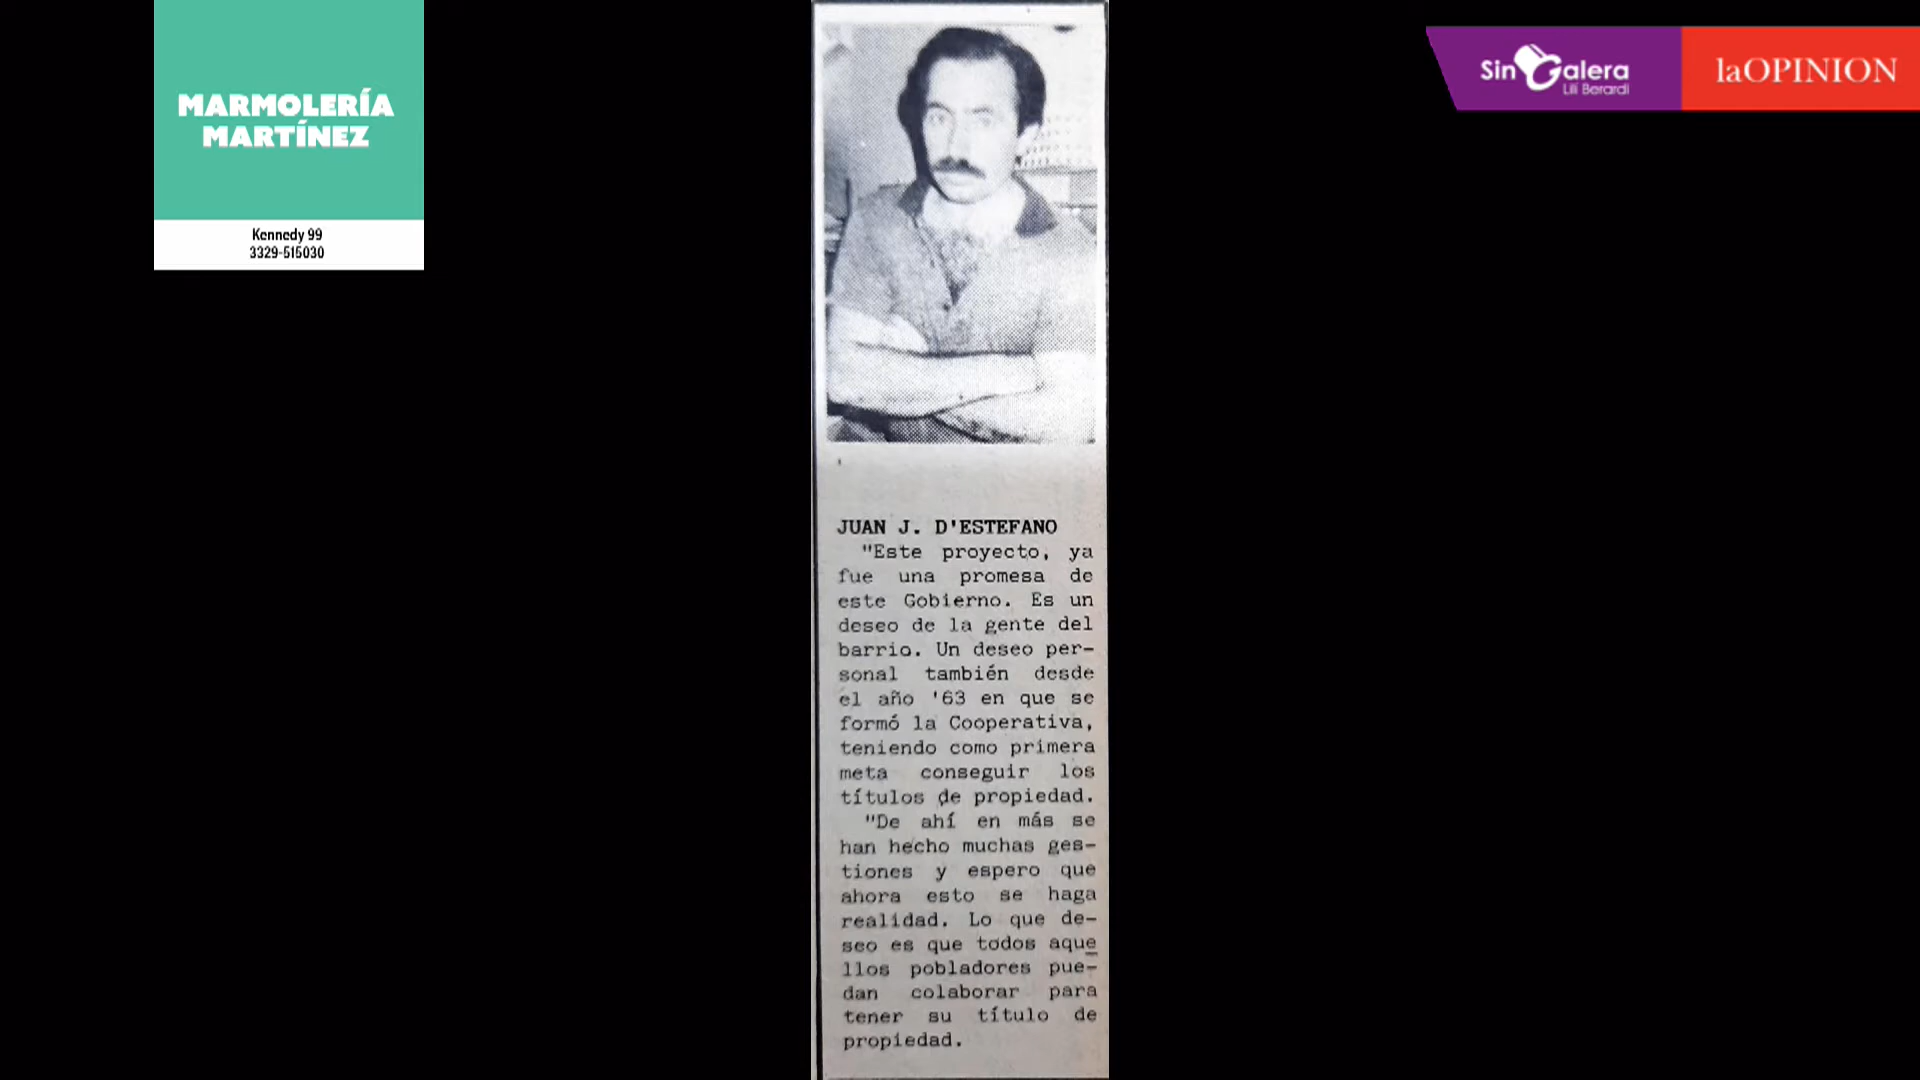 MARMOLERÍA
MARTÍNEZ
Kennedy 99
3329-515030
Sin Galera
Lili Berardi
laOPINION
JUAN J. D'ESTEFANO
"Este proyecto, ya
fue una promesa de
este Gobierno. Es un
deseo de la gente del
barrio. Un deseo per-
sonal también desde
el año '63 en que se
formó la Cooperativa,
teniendo como primera
meta conseguir los
títulos de propiedad.
"De ahí en más se
han hecho muchas ges-
tiones y espero que
ahora esto se haga
realidad. Lo que de-
seo es que todos aque
llos pobladores pue-
dan colaborar para
tener su título de
propiedad.